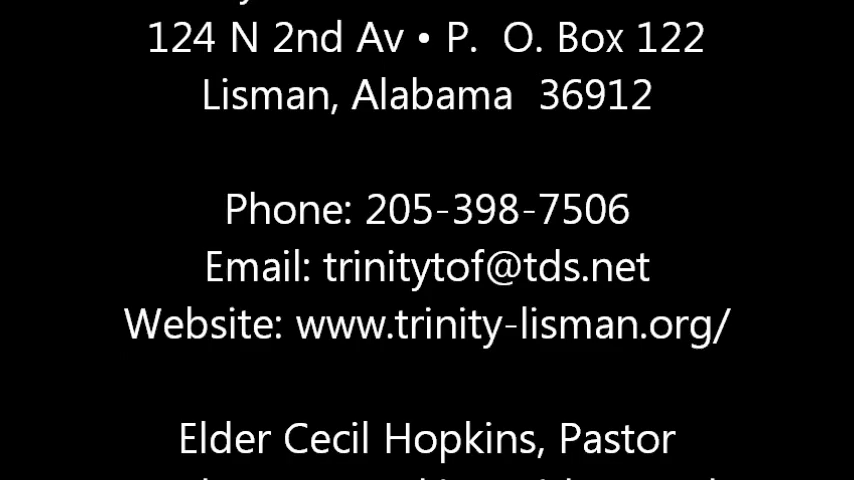 124 N 2nd Av • P.  O. Box 122
Lisman, Alabama  36912
Phone: 205-398-7506
Email: trinitytof@tds.net
Website: www.trinity-lisman.org/
Elder Cecil Hopkins, Pastor